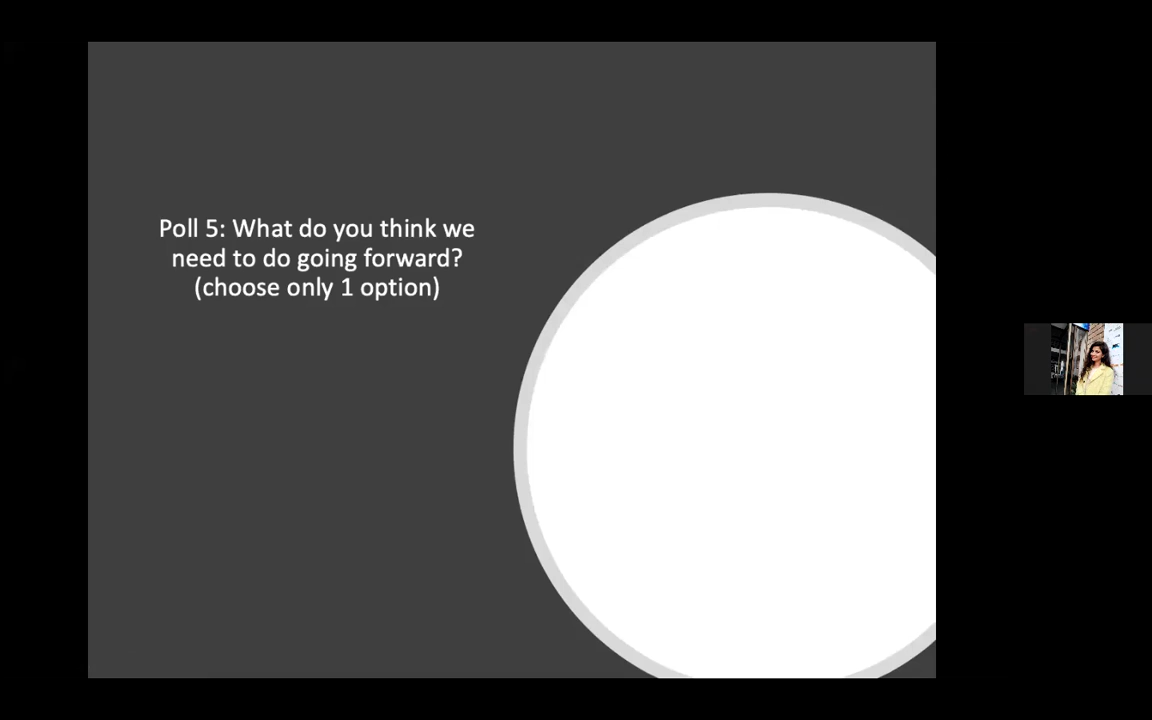 Poll 5: What do you think we
need to do going forward?
(choose only 1 option)